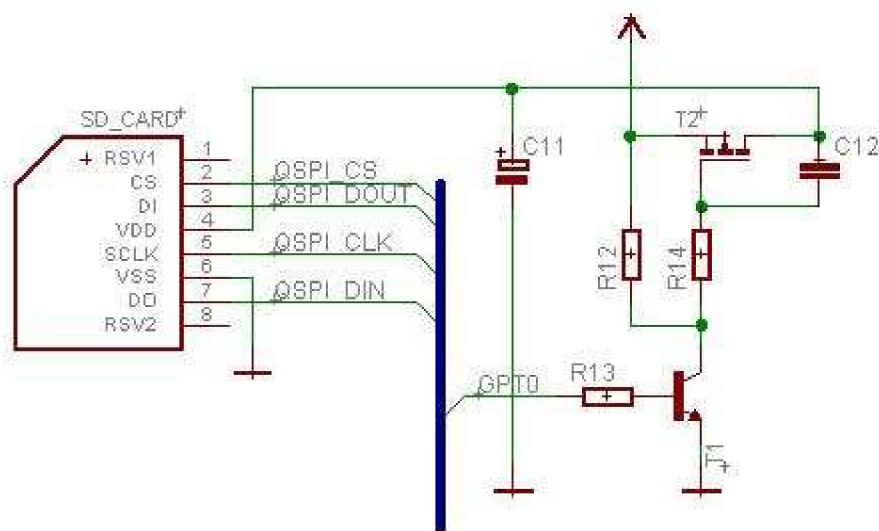 SD_CARD
RSV1 1
CS 2 QSPI_CS
DI 3 QSPI_DOUT
VDD 4
SCLK 5 QSPI_CLK
VSS 6
DO 7 QSPI_DIN
RSV2 8
C11
T2
C12
R12
R14
GPT0
R13
T1